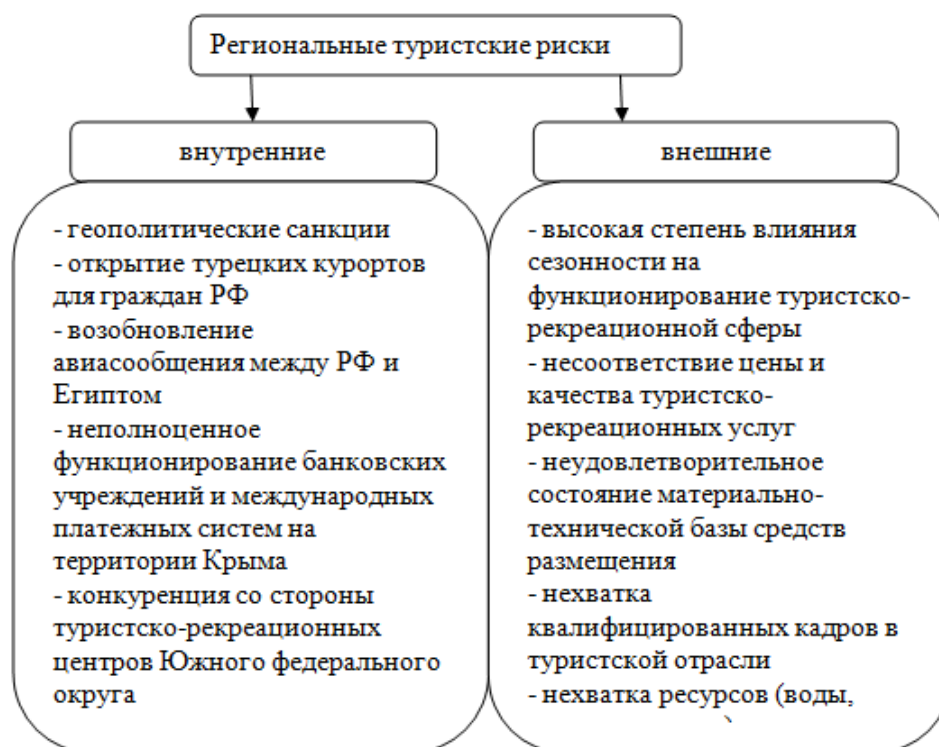 Региональные туристские риски
внутренние
- геополитические санкции
- открытие турецких курортов
для граждан РФ
- возобновление
авиасообщения между РФ и
Египтом
- неполноценное
функционирование банковских
учреждений и международных
платежных систем на
территории Крыма
- конкуренция со стороны
туристско-рекреационных
центров Южного федерального
округа
внешние
- высокая степень влияния
сезонности на
функционирование туристско-
рекреационной сферы
- несоответствие цены и
качества туристско-
рекреационных услуг
- неудовлетворительное
состояние материально-
технической базы средств
размещения
- нехватка
квалифицированных кадров в
туристской отрасли
- нехватка ресурсов (воды,